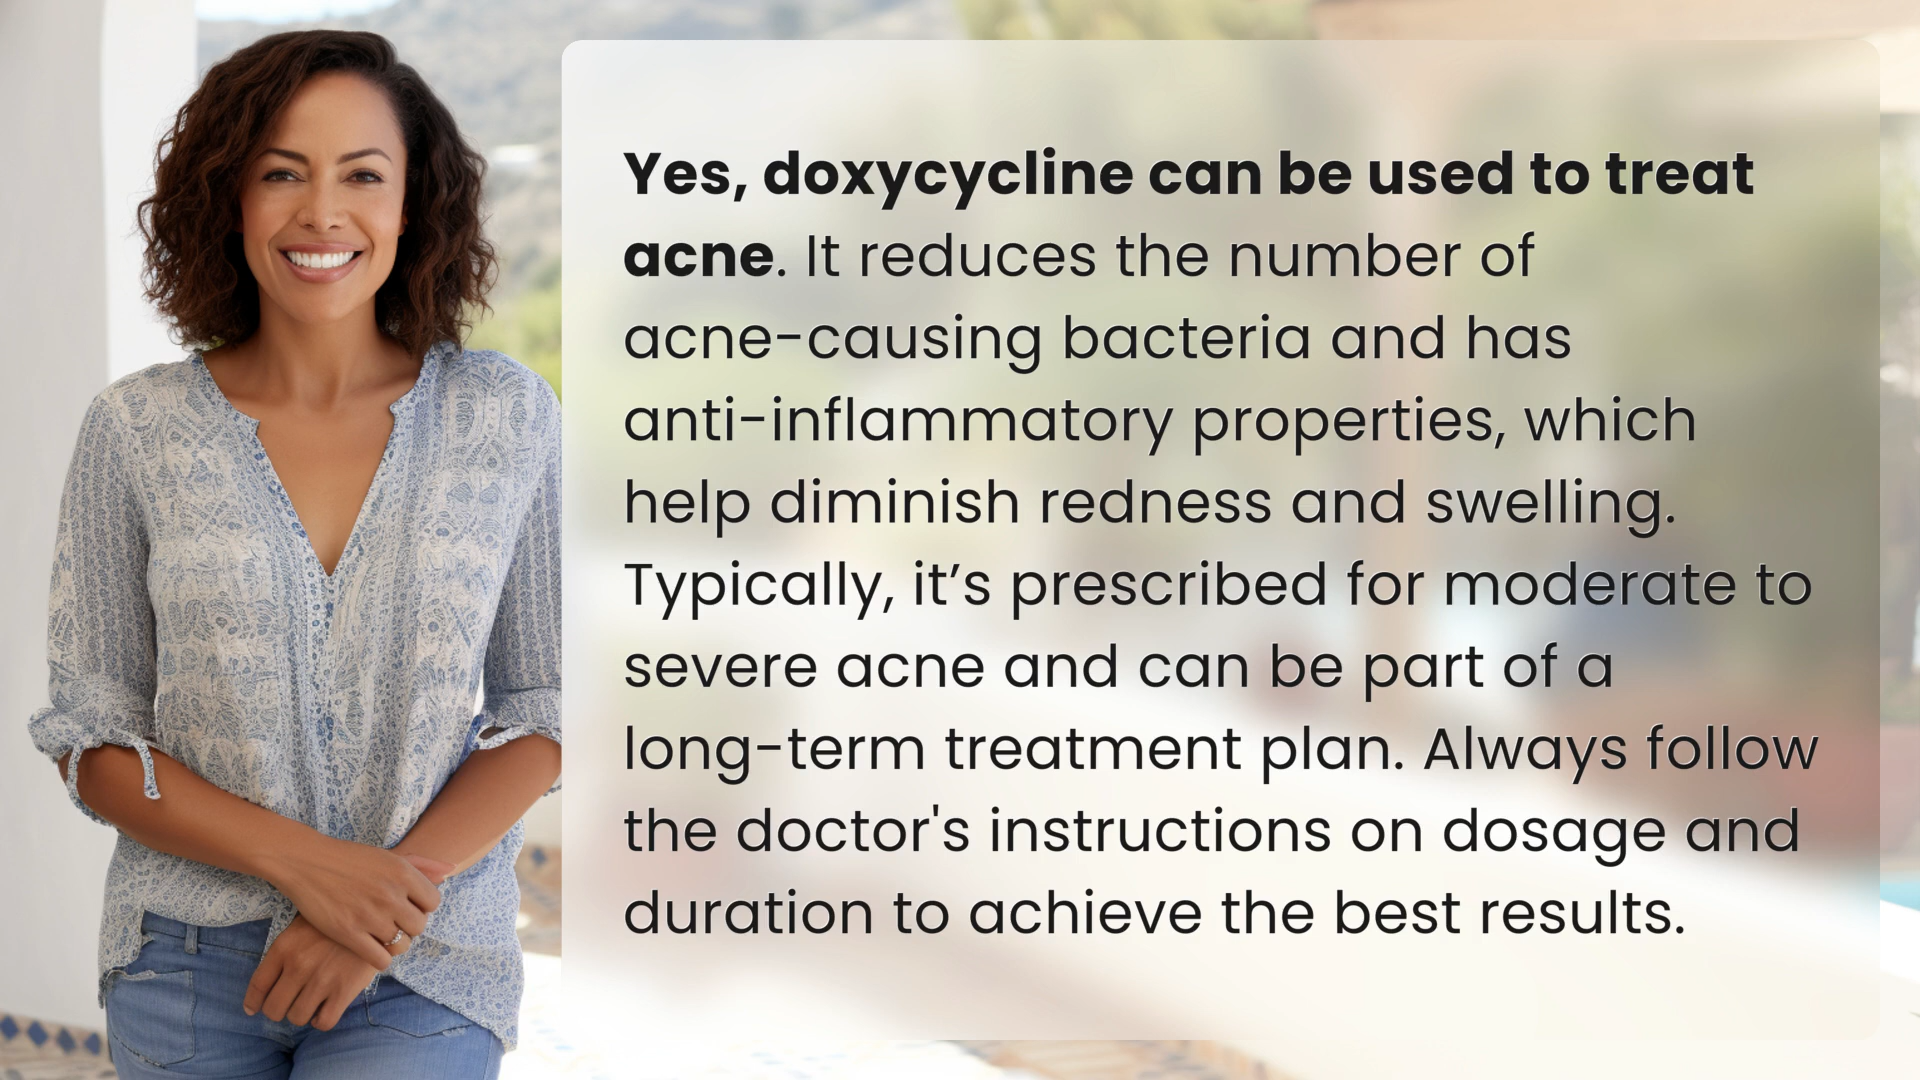 Yes, doxycycline can be used to treat
acne. It reduces the number of
acne-causing bacteria and has
anti-inflammatory properties, which
help diminish redness and swelling.
Typically, it’s prescribed for moderate to
severe acne and can be part of a
long-term treatment plan. Always follow
the doctor's instructions on dosage and
duration to achieve the best results.